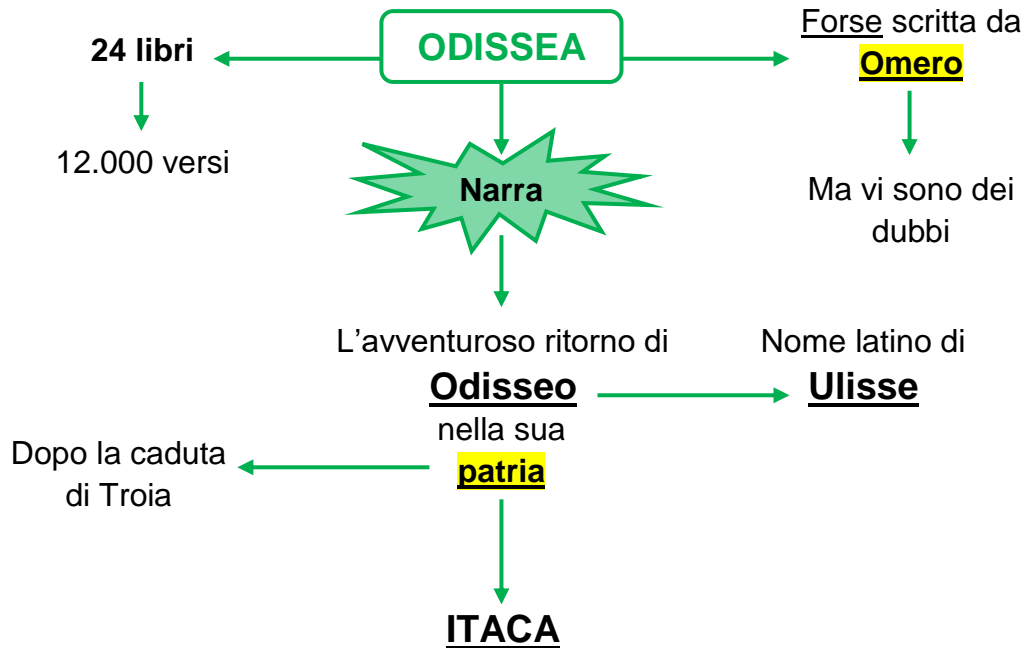 ODISSEA
24 libri
12.000 versi
Forse scritta da
Omero
Ma vi sono dei
dubbi
Narra
L’avventuroso ritorno di
Odisseo
nella sua
patria
Nome latino di
Ulisse
Dopo la caduta
di Troia
ITACA